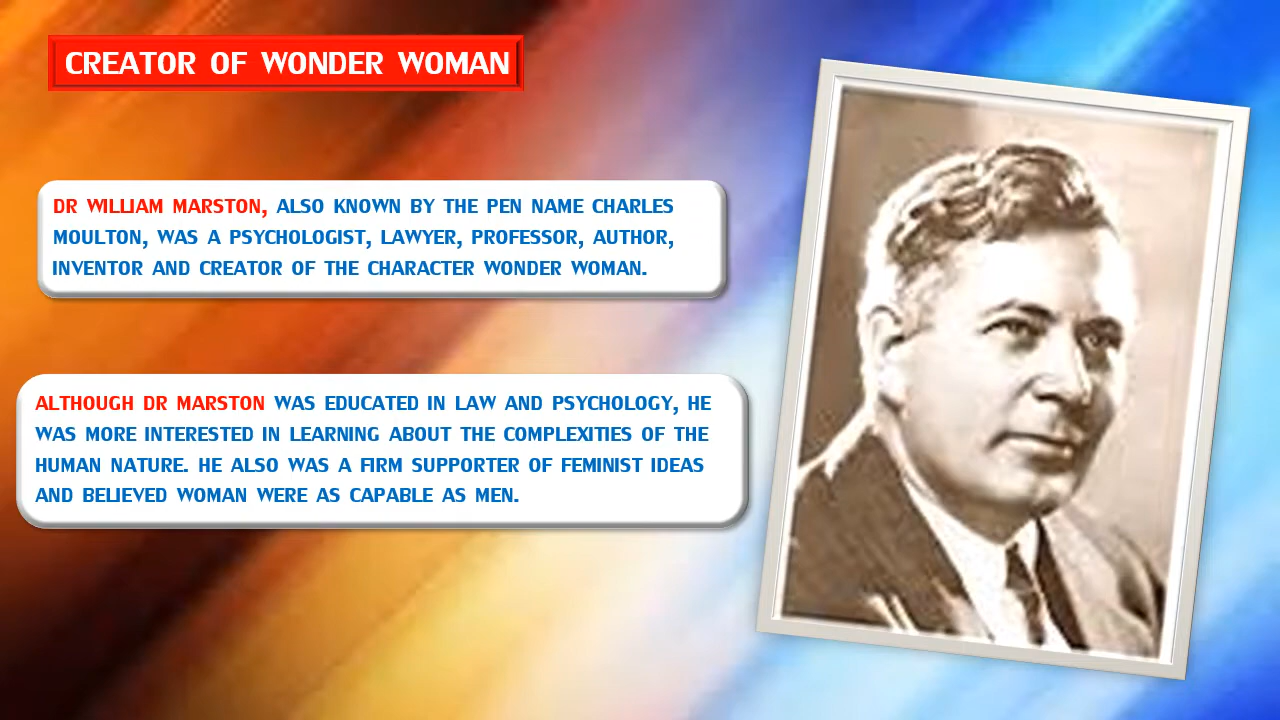 CREATOR OF WONDER WOMAN
DR WILLIAM MARSTON, ALSO KNOWN BY THE PEN NAME CHARLES
MOULTON, WAS A PSYCHOLOGIST, LAWYER, PROFESSOR, AUTHOR,
INVENTOR AND CREATOR OF THE CHARACTER WONDER WOMAN.
ALTHOUGH DR MARSTON WAS EDUCATED IN LAW AND PSYCHOLOGY, HE
WAS MORE INTERESTED IN LEARNING ABOUT THE COMPLEXITIES OF THE
HUMAN NATURE. HE ALSO WAS A FIRM SUPPORTER OF FEMINIST IDEAS
AND BELIEVED WOMAN WERE AS CAPABLE AS MEN.